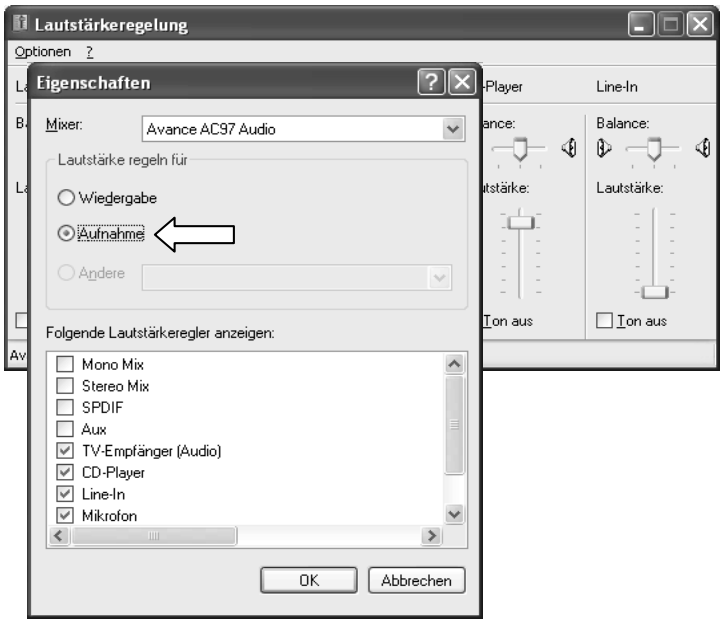 Lautstärkeregelung
Optionen ?
Eigenschaften
-Player
Line-In
Mixer:
Avance AC97 Audio
Balance:
Lautstärke regeln für
Wiedergabe
Lautstärke:
Aufnahme
Andere
Ton aus
Ton aus
Folgende Lautstärkeregler anzeigen:
Mono Mix
Stereo Mix
SPDIF
Aux
TV-Empfänger (Audio)
CD-Player
Line-In
Mikrofon
OK
Abbrechen